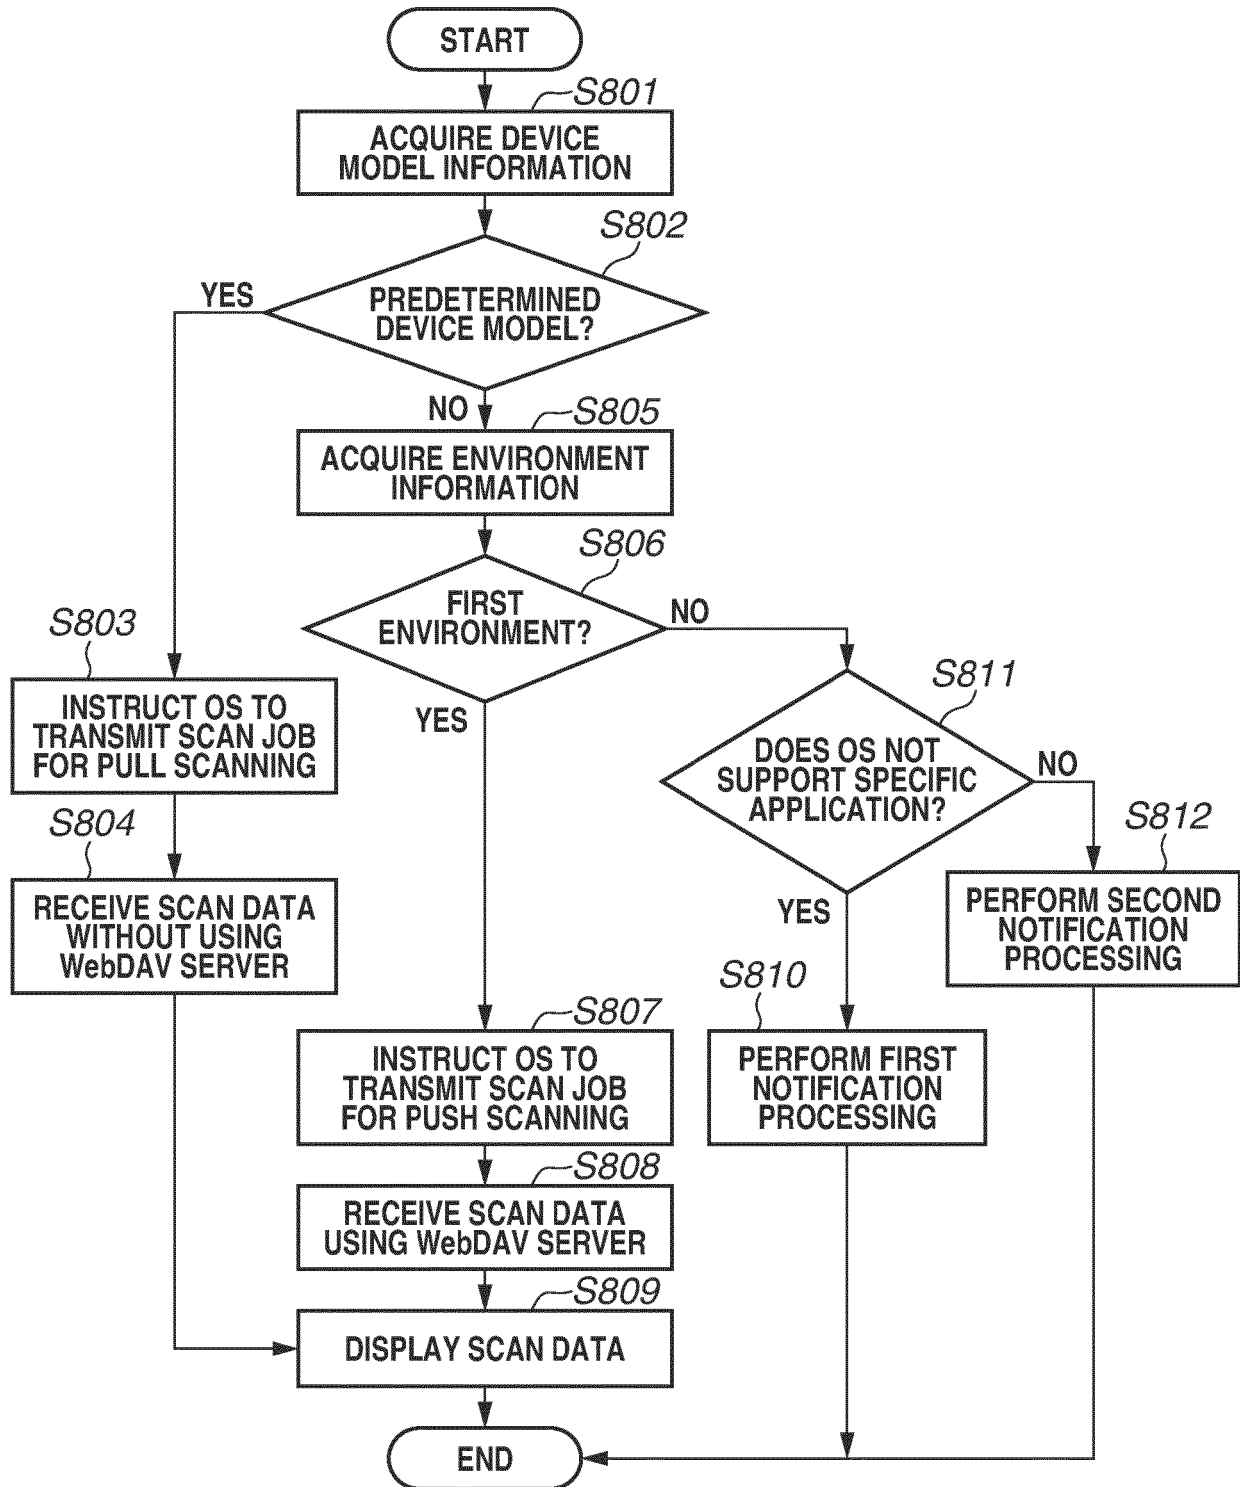 START
S801
ACQUIRE DEVICE
MODEL INFORMATION
S802
YES
PREDETERMINED
DEVICE MODEL?
NO
S805
ACQUIRE ENVIRONMENT
INFORMATION
S806
FIRST
ENVIRONMENT?
NO
YES
S803
INSTRUCT OS TO
TRANSMIT SCAN JOB
FOR PULL SCANNING
S811
DOES OS NOT
SUPPORT SPECIFIC
APPLICATION?
NO
YES
S804
RECEIVE SCAN DATA
WITHOUT USING
WebDAV SERVER
S812
PERFORM SECOND
NOTIFICATION
PROCESSING
S807
INSTRUCT OS TO
TRANSMIT SCAN JOB
FOR PUSH SCANNING
S810
PERFORM FIRST
NOTIFICATION
PROCESSING
S808
RECEIVE SCAN DATA
USING WebDAV SERVER
S809
DISPLAY SCAN DATA
END